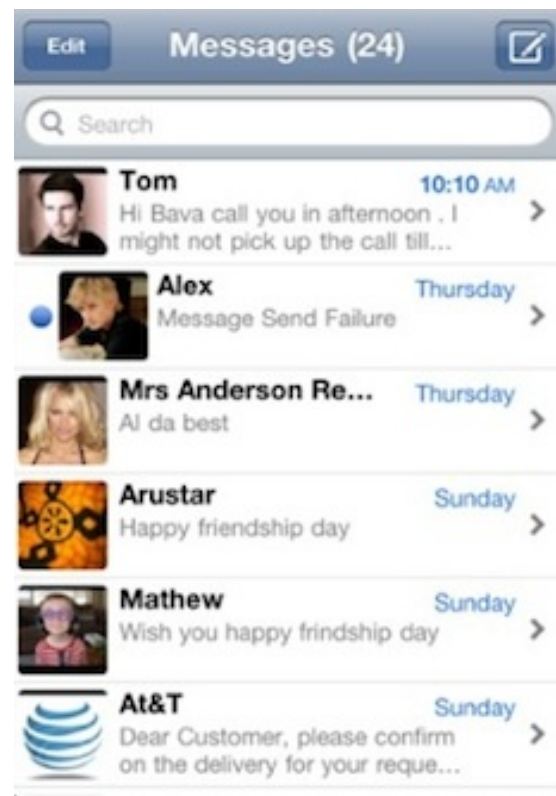 Edit Messages (24)
Search
Tom 10:10 AM
Hi Bava call you in afternoon . I
might not pick up the call till...
Alex Thursday
Message Send Failure
Mrs Anderson Re... Thursday
Al da best
Arustar Sunday
Happy friendship day
Mathew Sunday
Wish you happy frindship day
At&T Sunday
Dear Customer, please confirm
on the delivery for your reque...